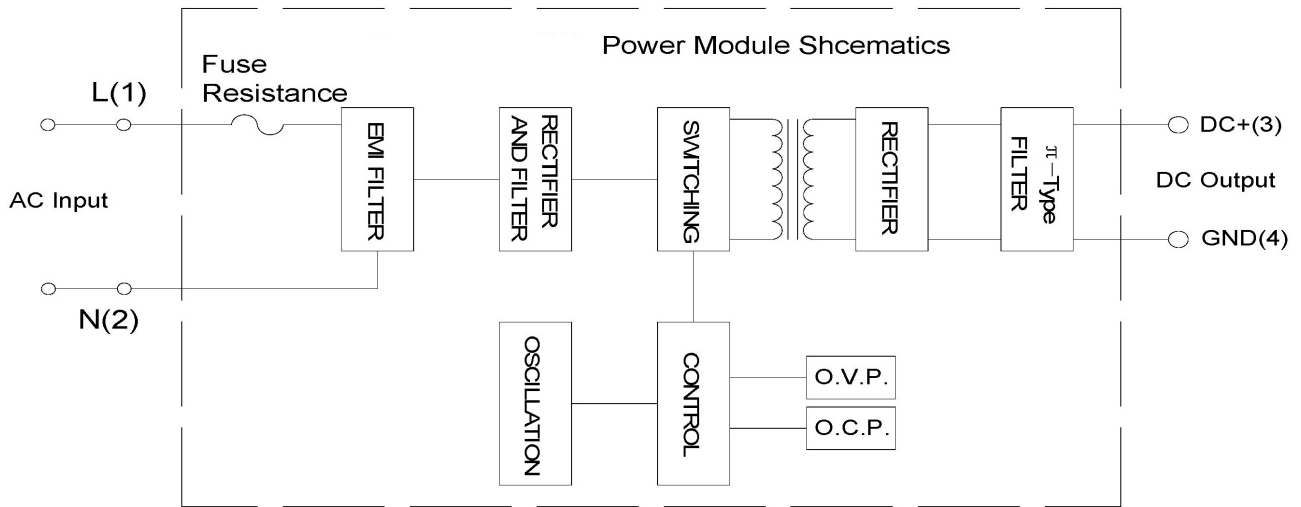 Power Module Shcematics
Fuse
Resistance
L(1)
AC Input
N(2)
EMI FILTER
RECTIFIER
AND FILTER
SWITCHING
RECTIFIER
π-Type
FILTER
DC+(3)
DC Output
GND(4)
OSCILLATION
CONTROL
O.V.P.
O.C.P.